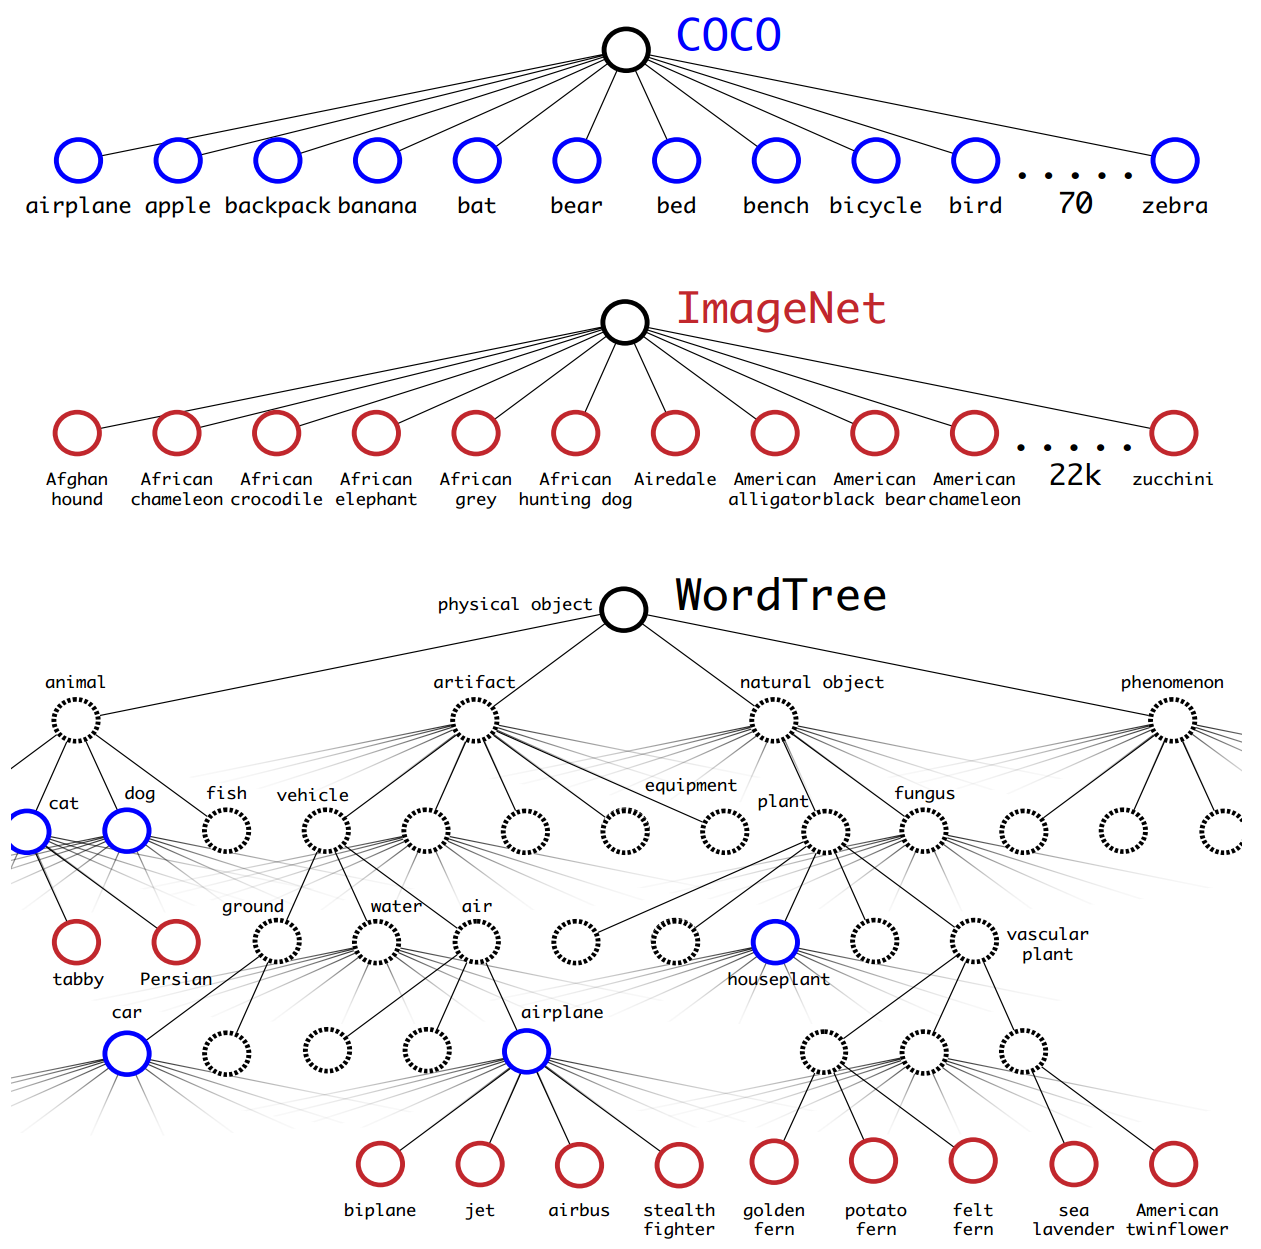 COCO
airplane apple backpack banana bat bear bed bench bicycle bird 70 zebra
ImageNet
Afghan African African African African African Airedale American American American 22k zucchini
hound chameleon crocodile elephant grey hunting dog alligator black bear chameleon
WordTree
physical object
animal artifact natural object phenomenon
cat dog fish vehicle equipment plant fungus
ground water air
vascular
plant
tabby Persian houseplant
car airplane
biplane jet airbus stealth golden potato felt sea American
fighter fern fern fern lavender twinflower